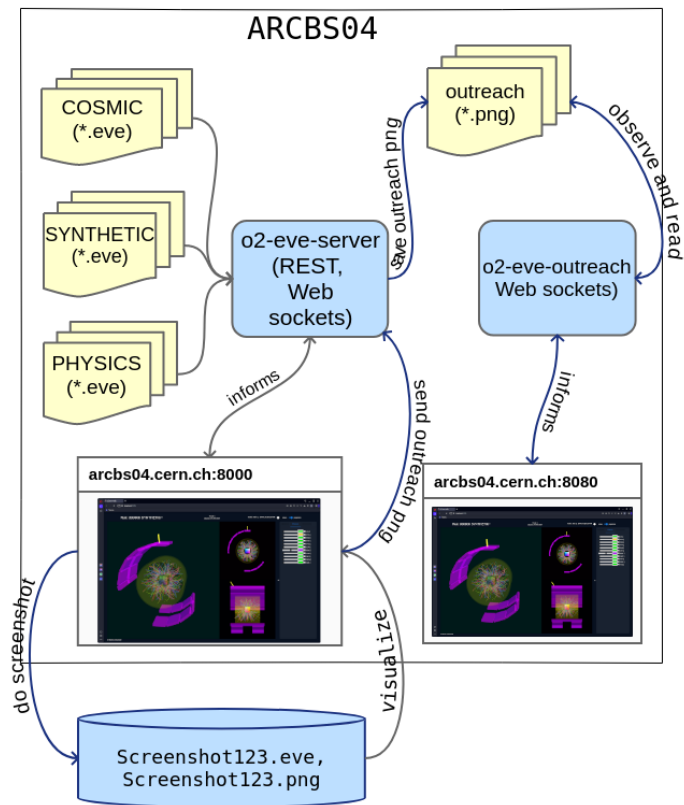 ARCBS04
COSMIC
(*.eve)
outreach
(*.png)
save outreach png
observe and read
SYNTHETIC
(*.eve)
o2-eve-server
(REST,
Web
sockets)
o2-eve-outreach
Web sockets)
PHYSICS
(*.eve)
informs
send outreach png
informs
arcbs04.cern.ch:8000
arcbs04.cern.ch:8080
do screenshot
visualize
Screenshot123.eve,
Screenshot123.png